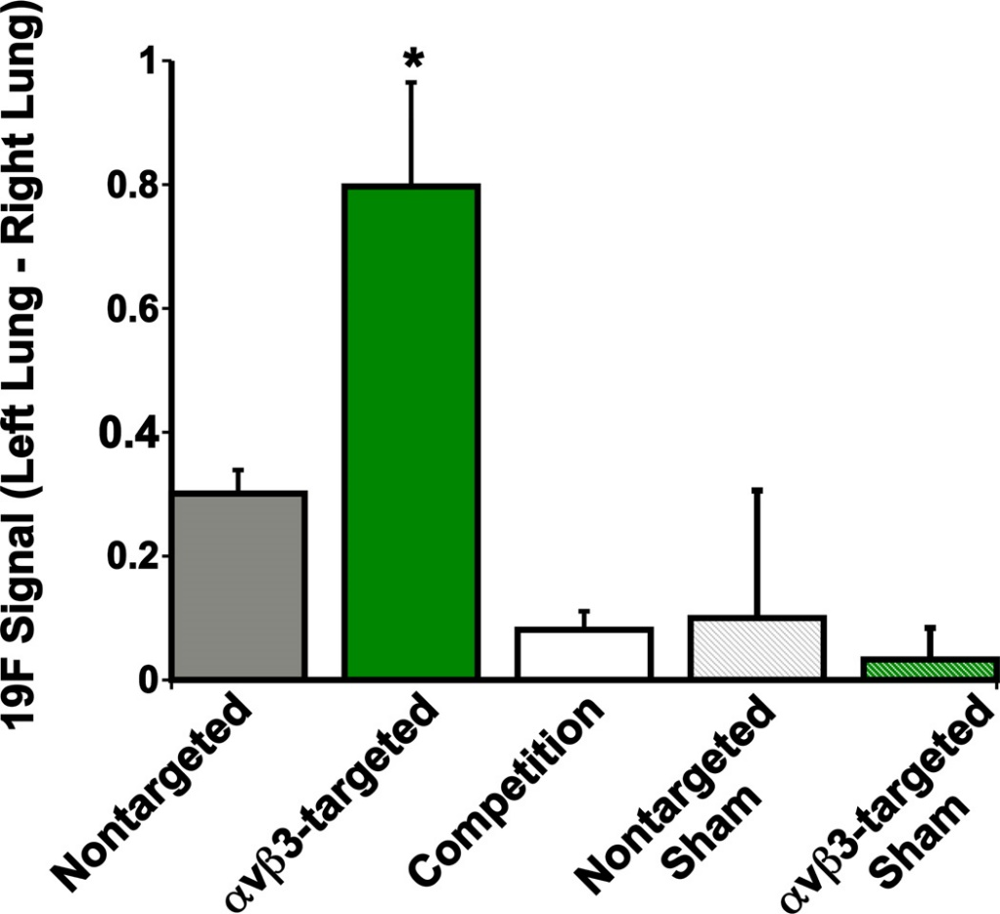 19F Signal (Left Lung - Right Lung)
1
*
0.8
0.6
0.4
0.2
0
Nontargeted
αvβ3-targeted
Competition
Nontargeted
Sham
αvβ3-targeted
Sham